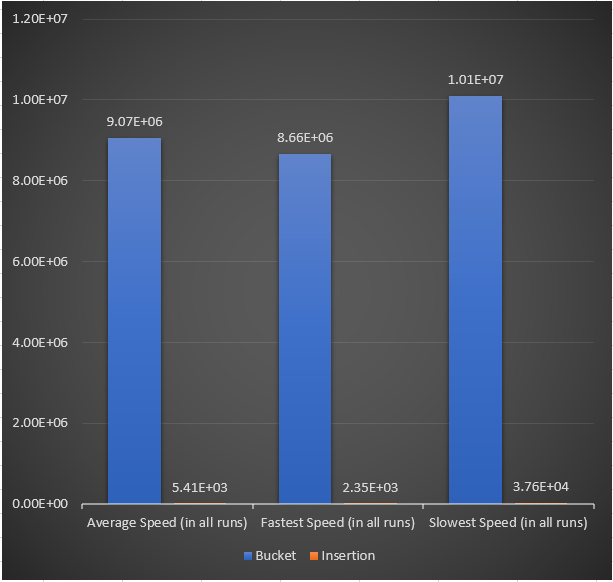 1.20E+07
1.00E+07
8.00E+06
6.00E+06
4.00E+06
2.00E+06
0.00E+00
9.07E+06
8.66E+06
1.01E+07
5.41E+03
2.35E+03
3.76E+04
Average Speed (in all runs)
Fastest Speed (in all runs)
Slowest Speed (in all runs)
Bucket
Insertion